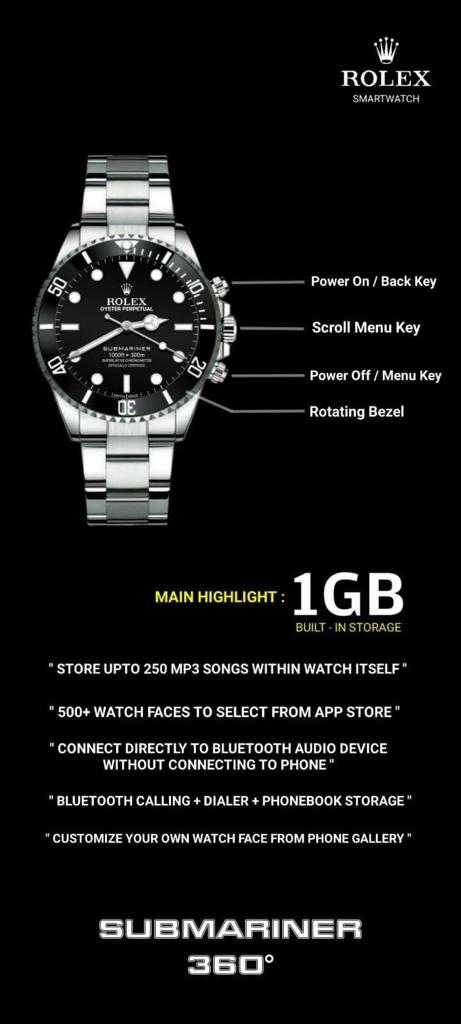 ROLEX
SMARTWATCH
50
ROLEX
OYSTER PERPETUAL
SUBMARINER
1000ft = 300m
SUPERLATIVE CHRONOMETER
OFFICIALLY CERTIFIED
40
20
30
Power On / Back Key
Scroll Menu Key
Power Off / Menu Key
Rotating Bezel
MAIN HIGHLIGHT : 1GB
BUILT - IN STORAGE
" STORE UPTO 250 MP3 SONGS WITHIN WATCH ITSELF "
" 500+ WATCH FACES TO SELECT FROM APP STORE "
" CONNECT DIRECTLY TO BLUETOOTH AUDIO DEVICE
WITHOUT CONNECTING TO PHONE "
" BLUETOOTH CALLING + DIALER + PHONEBOOK STORAGE "
" CUSTOMIZE YOUR OWN WATCH FACE FROM PHONE GALLERY "
SUBMARINER
360°